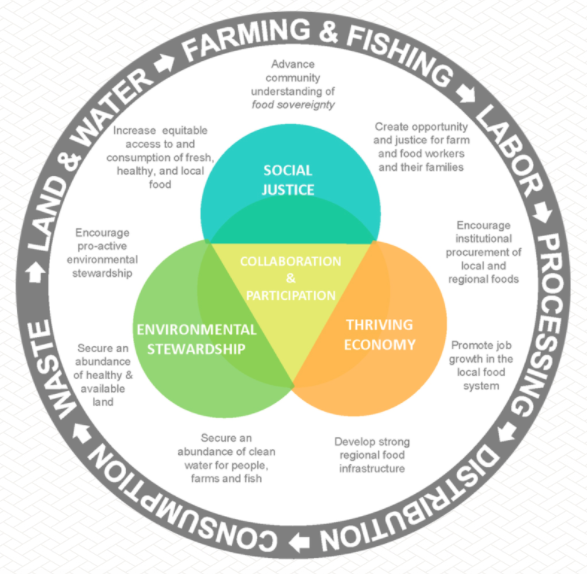 LAND & WATER
FARMING & FISHING
LABOR
PROCESSING
DISTRIBUTION
CONSUMPTION
WASTE
Advance
community
understanding of
food sovereignty
Increase equitable
access to and
consumption of fresh,
healthy, and local
food
Create opportunity
and justice for farm
and food workers
and their families
SOCIAL
JUSTICE
Encourage
pro-active
environmental
stewardship
Encourage
institutional
procurement of
local and
regional foods
COLLABORATION
&
PARTICIPATION
ENVIRONMENTAL
STEWARDSHIP
THRIVING
ECONOMY
Secure an
abundance
of healthy &
available
land
Promote job
growth in the
local food
system
Secure an
abundance of clean
water for people,
farms and fish
Develop strong
regional food
infrastructure